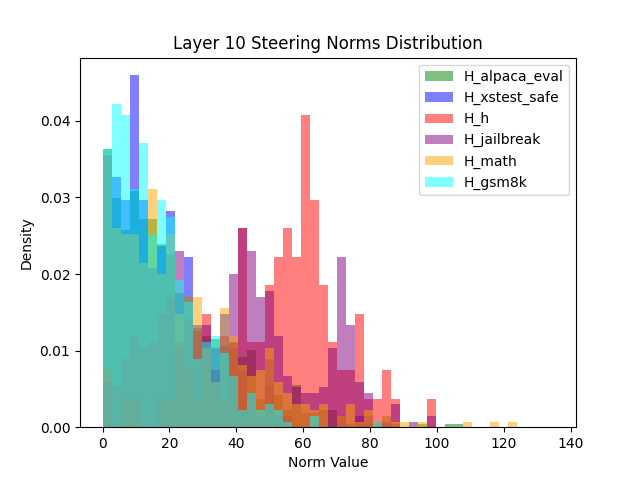 Layer 10 Steering Norms Distribution
H_alpaca_eval
H_xstest_safe
H_h
H_jailbreak
H_math
H_gsm8k
0.04
0.03
0.02
0.01
0.00
Density
0 20 40 60 80 100 120 140
Norm Value